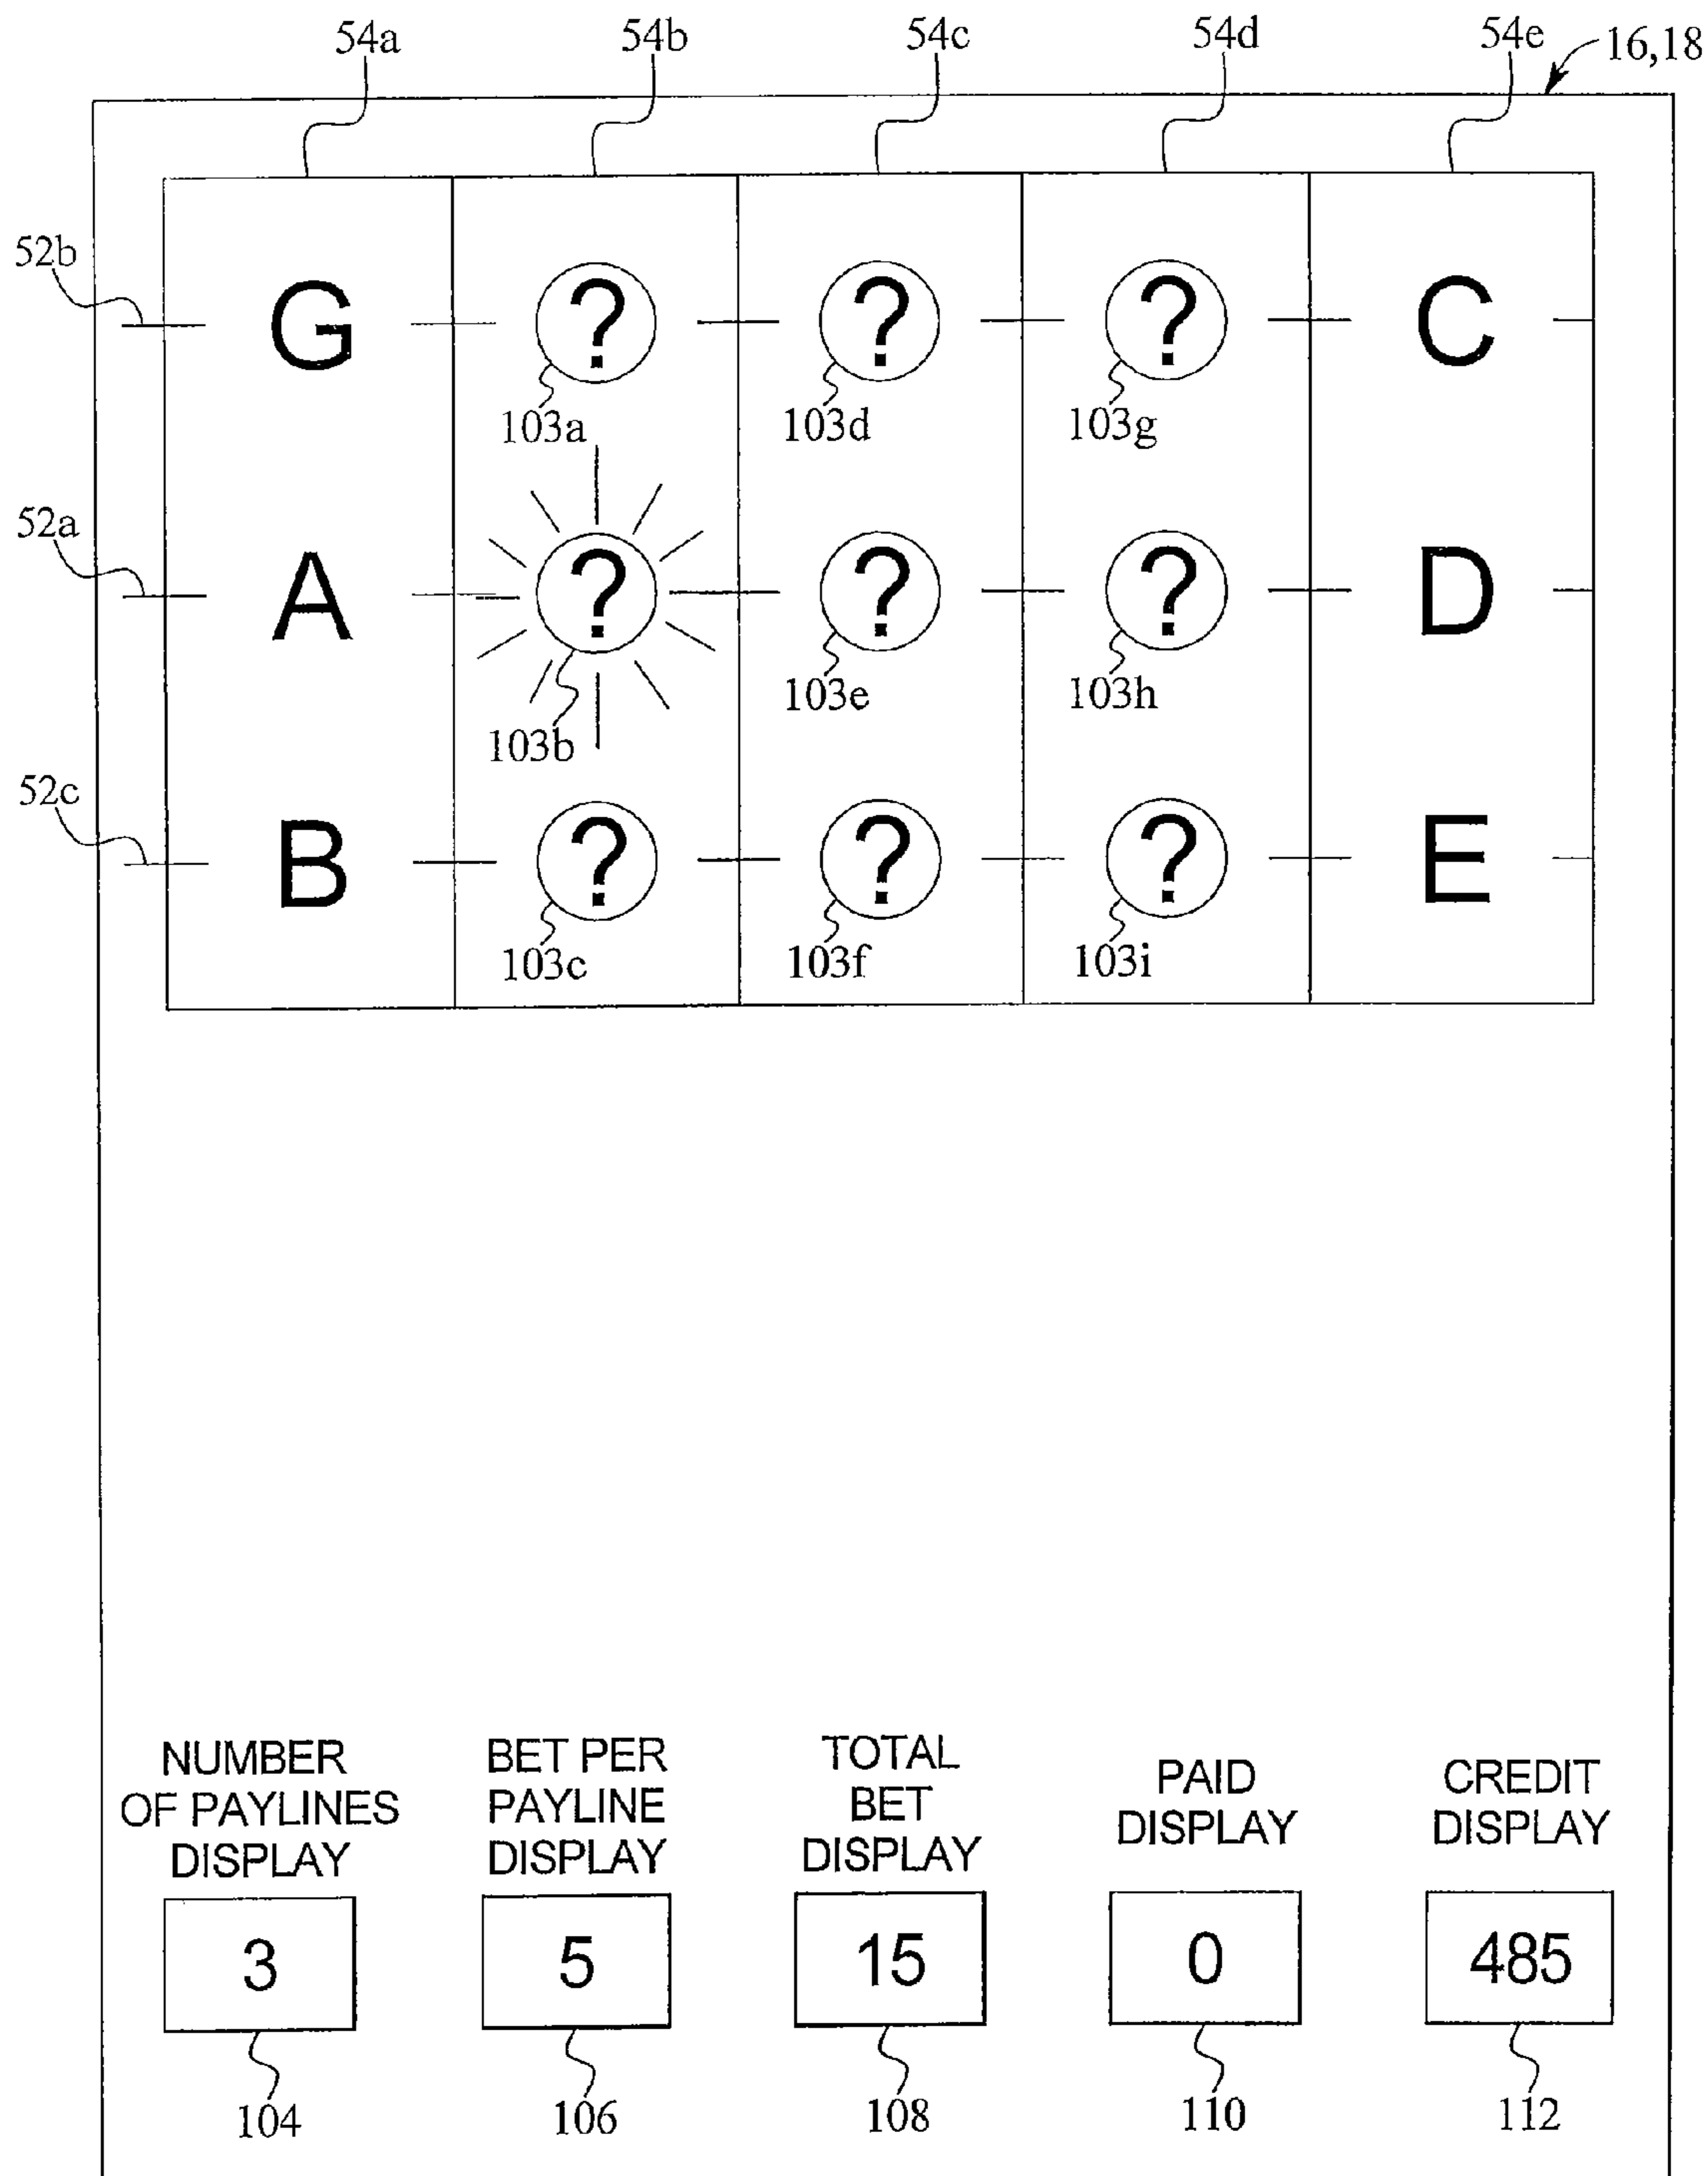 54a 54b 54c 54d 54e 16,18
52b G ? ? ? C
103a 103d 103g
52a A ? ? ? D
103b 103e 103h
52c B ? ? ? E
103c 103f 103i
NUMBER
OF PAYLINES
DISPLAY
3
104
BET PER
PAYLINE
DISPLAY
5
106
TOTAL
BET
DISPLAY
15
108
PAID
DISPLAY
0
110
CREDIT
DISPLAY
485
112